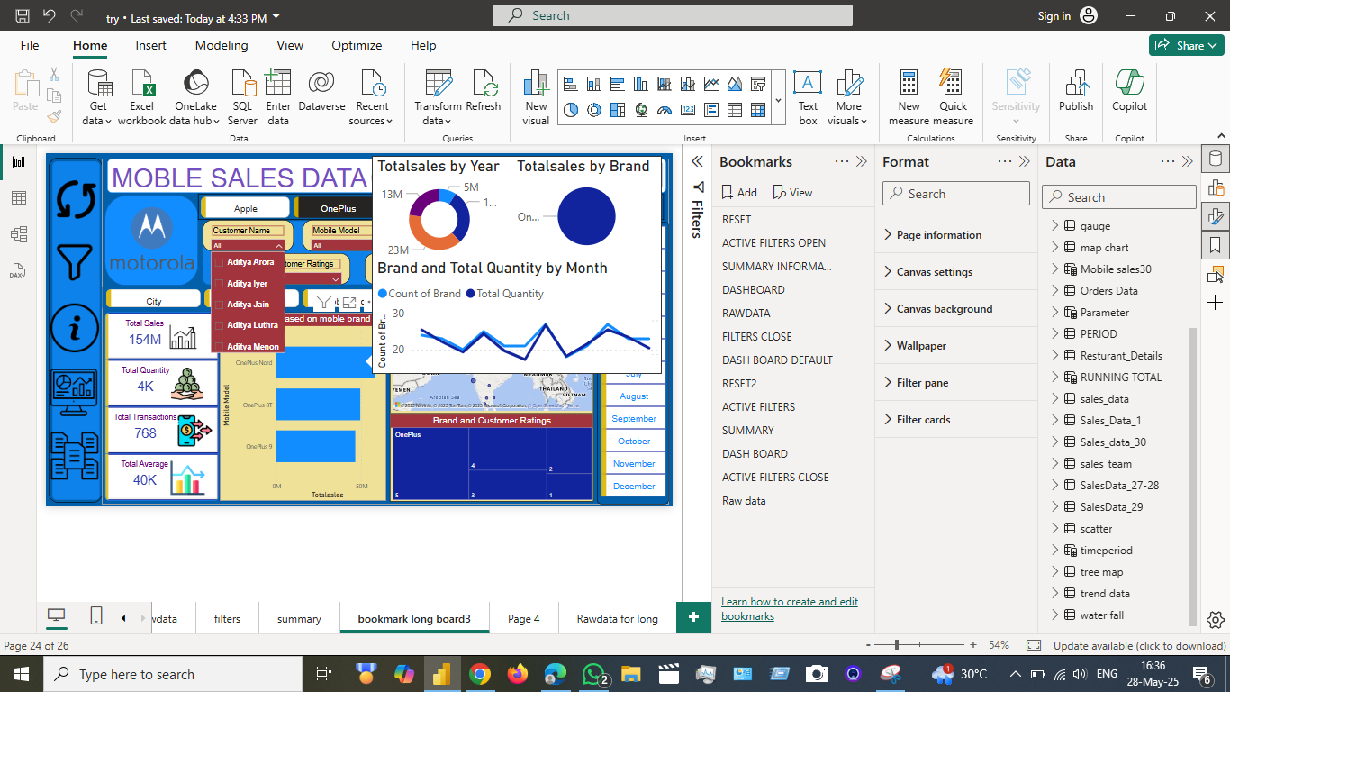 try • Last saved: Today at 4:33 PM
Search
Sign in
File Home Insert Modeling View Optimize Help
Share
Paste
Get data
Excel workbook
OneLake data hub
SQL Server
Enter data
Dataverse
Recent sources
Transform data
Refresh
New visual
Text box
More visuals
New measure
Quick measure
Sensitivity
Publish
Copilot
Clipboard
Data
Queries
Insert
Calculations
Sensitivity
Share
Copilot
MOBLE SALES DATA
motorola
Apple
OnePlus
Customer Name
All
Aditya Arora
Aditya Iyer
Aditya Jain
Aditya Luthra
Aditya Menon
Mobile Model
All
tomer Ratings
City
Total Sales
154M
Total Quantity
4K
Total Transactions
768
Total Average
40K
ased on moble brand
Mobile Model
OnePlus Nord
OnePlus 7T
OnePlus 9
0M
Totalsales
Totalsales by Year
13M
5M
1...
23M
Totalsales by Brand
On...
Brand and Total Quantity by Month
Count of Brand
Total Quantity
Count of Br...
30
20
YEMEN
THAILAND
VIETNAM
Brand and Customer Ratings
OnePlus
4
2
5
3
1
July
August
September
October
November
December
Filters
Bookmarks
Add
View
RESET
ACTIVE FILTERS OPEN
SUMMARY INFORMA...
DASHBOARD
RAWDATA
FILTERS CLOSE
DASH BOARD DEFAULT
RESET2
ACTIVE FILTERS
SUMMARY
DASH BOARD
ACTIVE FILTERS CLOSE
Raw data
Learn how to create and edit
bookmarks
Format
Search
Page information
Canvas settings
Canvas background
Wallpaper
Filter pane
Filter cards
Data
Search
gauge
map chart
Mobile sales30
Orders Data
Parameter
PERIOD
Resturant_Details
RUNNING TOTAL
sales_data
Sales_Data_1
Sales_data_30
sales_team
SalesData_27-28
SalesData_29
scatter
timeperiod
tree map
trend data
water fall
vdata
filters
summary
bookmark long board3
Page 4
Rawdata for long
Page 24 of 26
54%
Update available (click to download)
Type here to search
2
1
30°C
ENG
16:36
28-May-25
6